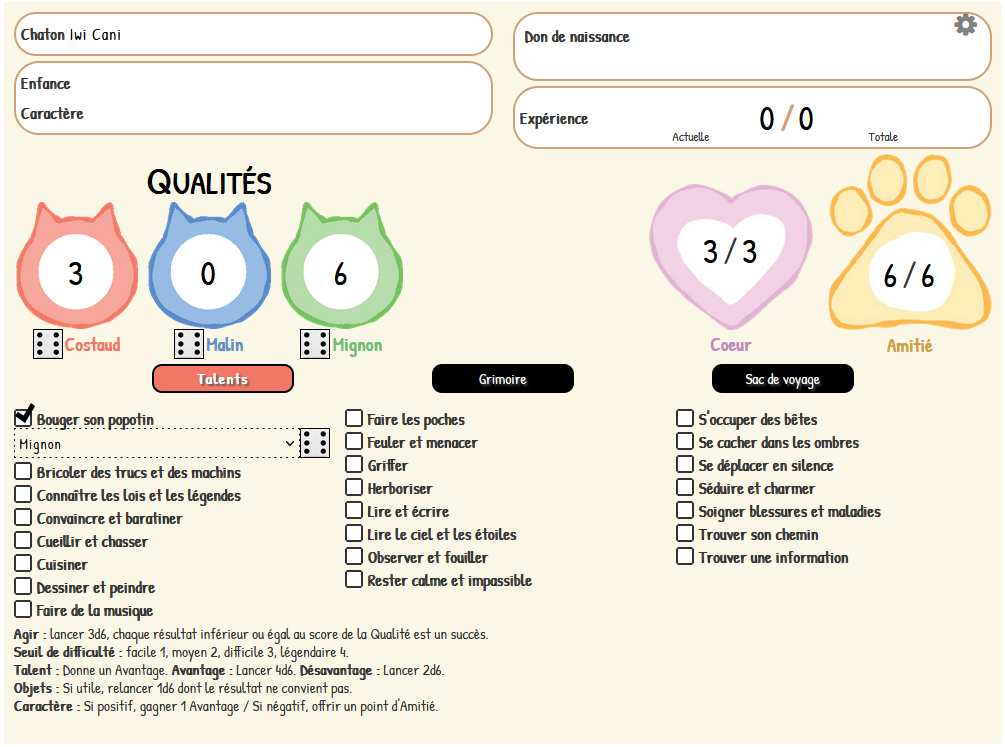 Chaton Iwi Cani
Enfance
Caractère
Don de naissance
Expérience
0 / 0
Actuelle
Totale
QUALITÉS
3
0
6
3 / 3
6 / 6
Costaud
Malin
Mignon
Coeur
Amitié
Talents
Grimoire
Sac de voyage
Bouger son popotin
Mignon
Bricoler des trucs et des machins
Connaître les lois et les légendes
Convaincre et baratiner
Cueillir et chasser
Cuisiner
Dessiner et peindre
Faire de la musique
Faire les poches
Feuler et menacer
Griffer
Herboriser
Lire et écrire
Lire le ciel et les étoiles
Observer et fouiller
Rester calme et impassible
S'occuper des bêtes
Se cacher dans les ombres
Se déplacer en silence
Séduire et charmer
Soigner blessures et maladies
Trouver son chemin
Trouver une information
Agir : lancer 3d6, chaque résultat inférieur ou égal au score de la Qualité est un succès.
Seuil de difficulté : facile 1, moyen 2, difficile 3, légendaire 4.
Talent : Donne un Avantage. Avantage : Lancer 4d6. Désavantage : Lancer 2d6.
Objets : Si utile, relancer 1d6 dont le résultat ne convient pas.
Caractère : Si positif, gagner 1 Avantage / Si négatif, offrir un point d'Amitié.